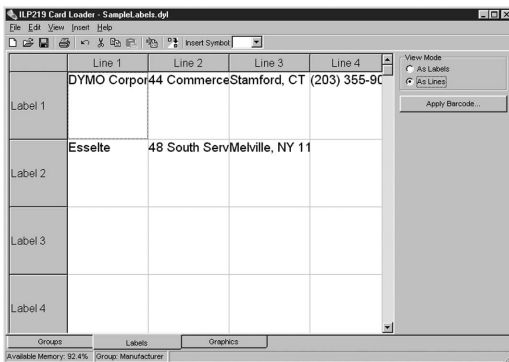 ILP219 Card Loader - SampleLabels.dyl
File Edit View Insert Help
Insert Symbol
Line 1 Line 2 Line 3 Line 4
Label 1 DYMO Corpor 44 Commerce Stamford, CT (203) 355-90
Label 2 Esselte 48 South Serv Melville, NY 11
Label 3
Label 4
View Mode
As Labels
As Lines
Apply Barcode...
Groups Labels Graphics
Available Memory: 92.4% Group: Manufacturer